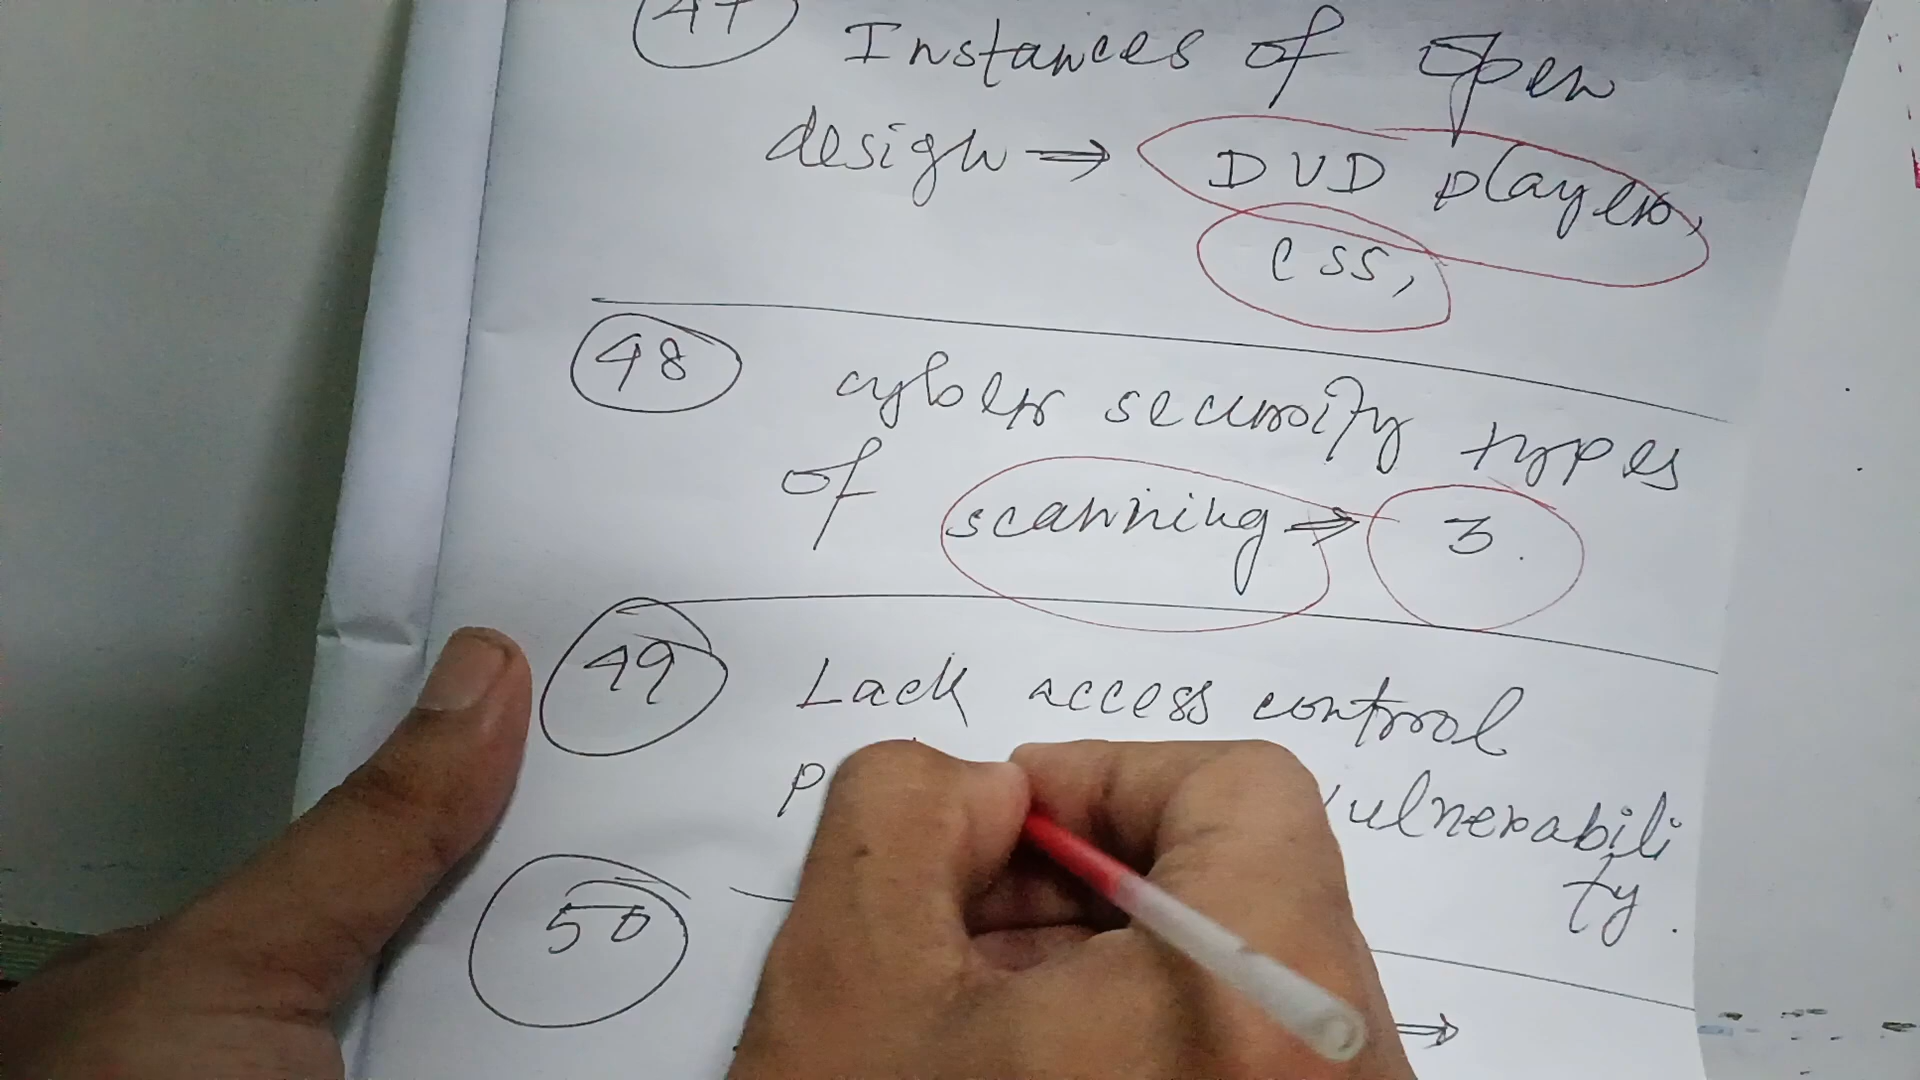 47 Instances of open
design ⇒ DVD player,
CSS,
48 cyber security types
of scanning ⇒ 3.
49 Lack access control
vulnerabili
ty.
50
⇒